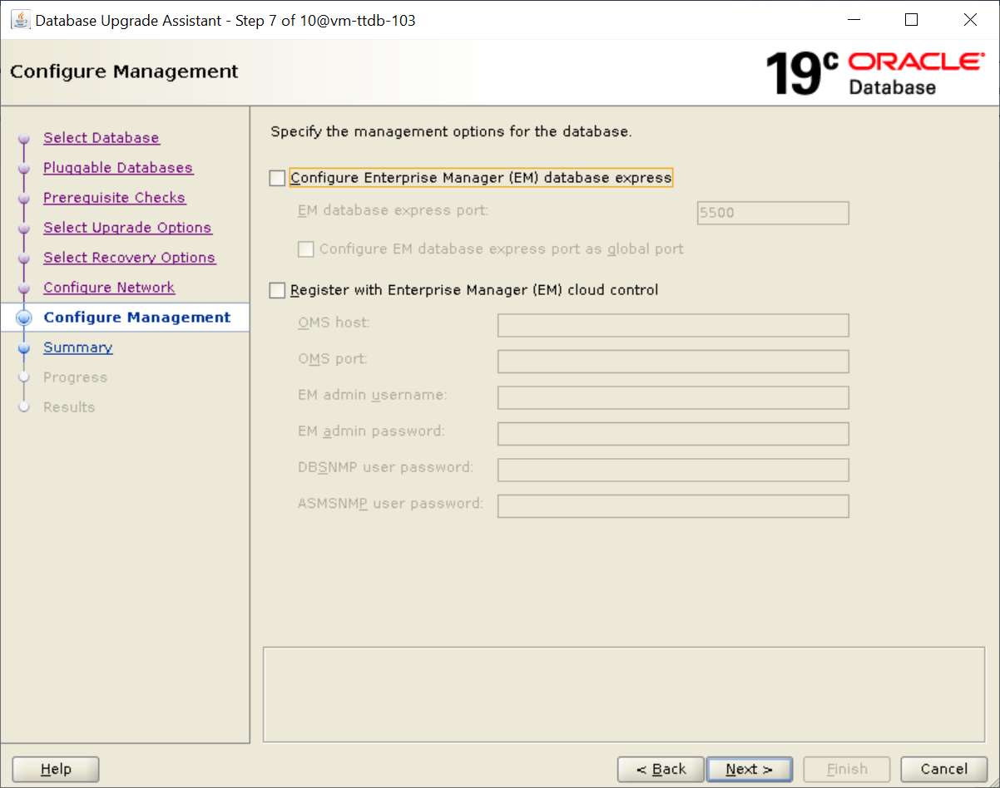 Database Upgrade Assistant - Step 7 of 10@vm-ttdb-103
Configure Management
19c ORACLE
Database
Select Database
Pluggable Databases
Prerequisite Checks
Select Upgrade Options
Select Recovery Options
Configure Network
Configure Management
Summary
Progress
Results
Specify the management options for the database.
Configure Enterprise Manager (EM) database express
EM database express port: 5500
Configure EM database express port as global port
Register with Enterprise Manager (EM) cloud control
OMS host:
OMS port:
EM admin username:
EM admin password:
DBSNMP user password:
ASMSNMP user password:
Help < Back Next > Finish Cancel